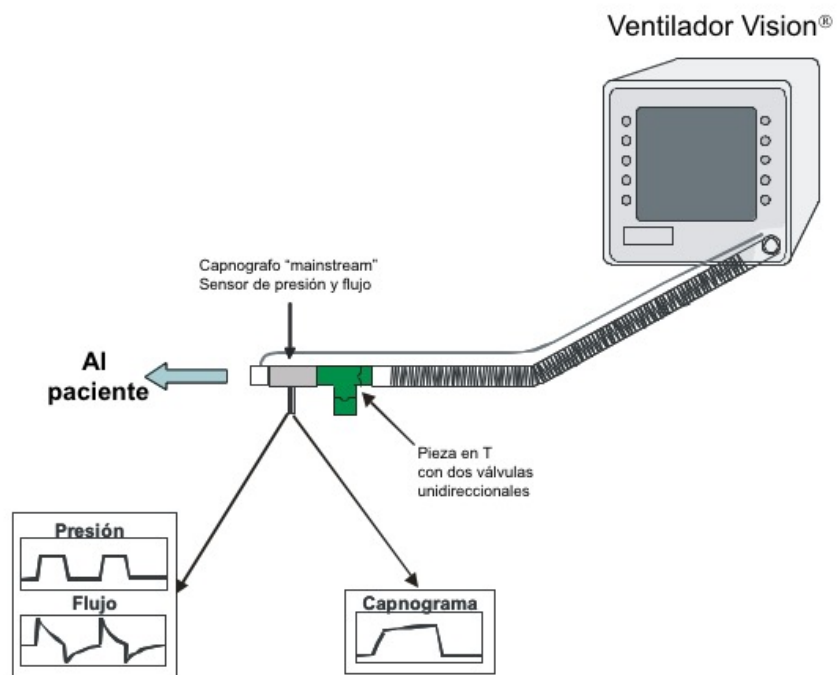 Ventilador Vision®
Capnografo “mainstream”
Sensor de presión y flujo
Al
paciente
Pieza en T
con dos válvulas
unidireccionales
Presión
Flujo
Capnograma